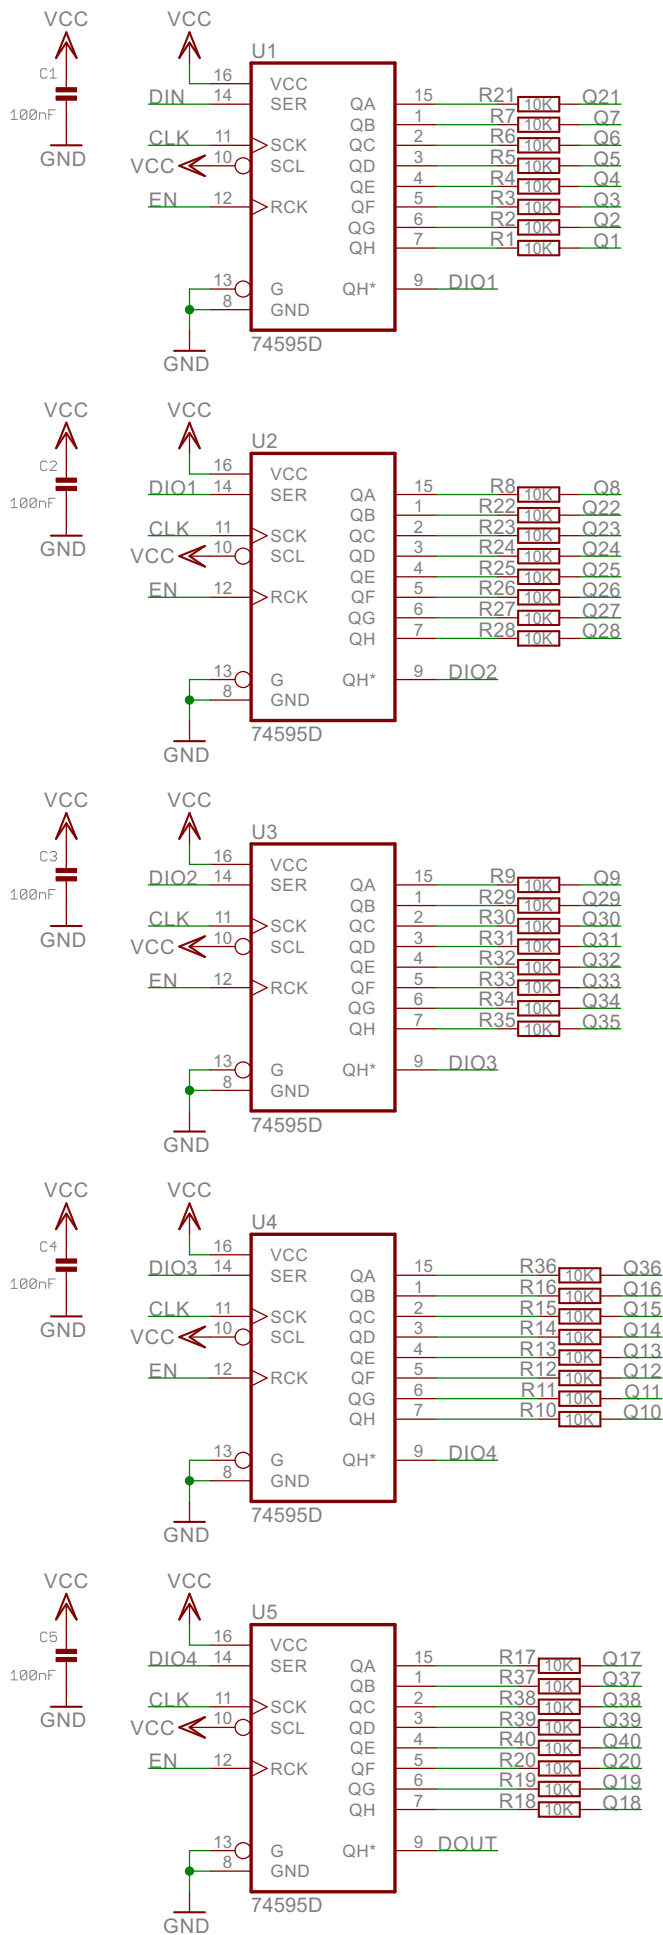 VCC VCC
U1
C1 16 VCC
DIN 14 SER QA 15 R21 10K Q21
100nF QB 1 R7 10K Q7
CLK 11 SCK QC 2 R6 10K Q6
GND VCC 10 SCL QD 3 R5 10K Q5
QE 4 R4 10K Q4
EN 12 RCK QF 5 R3 10K Q3
QG 6 R2 10K Q2
QH 7 R1 10K Q1
13 G QH* 9 DIO1
8 GND
74595D
GND
VCC VCC
U2
C2 16 VCC
DIO1 14 SER QA 15 R8 10K Q8
100nF QB 1 R22 10K Q22
CLK 11 SCK QC 2 R23 10K Q23
GND VCC 10 SCL QD 3 R24 10K Q24
QE 4 R25 10K Q25
EN 12 RCK QF 5 R26 10K Q26
QG 6 R27 10K Q27
QH 7 R28 10K Q28
13 G QH* 9 DIO2
8 GND
74595D
GND
VCC VCC
U3
C3 16 VCC
DIO2 14 SER QA 15 R9 10K Q9
100nF QB 1 R29 10K Q29
CLK 11 SCK QC 2 R30 10K Q30
GND VCC 10 SCL QD 3 R31 10K Q31
QE 4 R32 10K Q32
EN 12 RCK QF 5 R33 10K Q33
QG 6 R34 10K Q34
QH 7 R35 10K Q35
13 G QH* 9 DIO3
8 GND
74595D
GND
VCC VCC
U4
C4 16 VCC
DIO3 14 SER QA 15 R36 10K Q36
100nF QB 1 R16 10K Q16
CLK 11 SCK QC 2 R15 10K Q15
GND VCC 10 SCL QD 3 R14 10K Q14
QE 4 R13 10K Q13
EN 12 RCK QF 5 R12 10K Q12
QG 6 R11 10K Q11
QH 7 R10 10K Q10
13 G QH* 9 DIO4
8 GND
74595D
GND
VCC VCC
U5
C5 16 VCC
DIO4 14 SER QA 15 R17 10K Q17
100nF QB 1 R37 10K Q37
CLK 11 SCK QC 2 R38 10K Q38
GND VCC 10 SCL QD 3 R39 10K Q39
QE 4 R40 10K Q40
EN 12 RCK QF 5 R20 10K Q20
QG 6 R19 10K Q19
QH 7 R18 10K Q18
13 G QH* 9 DOUT
8 GND
74595D
GND